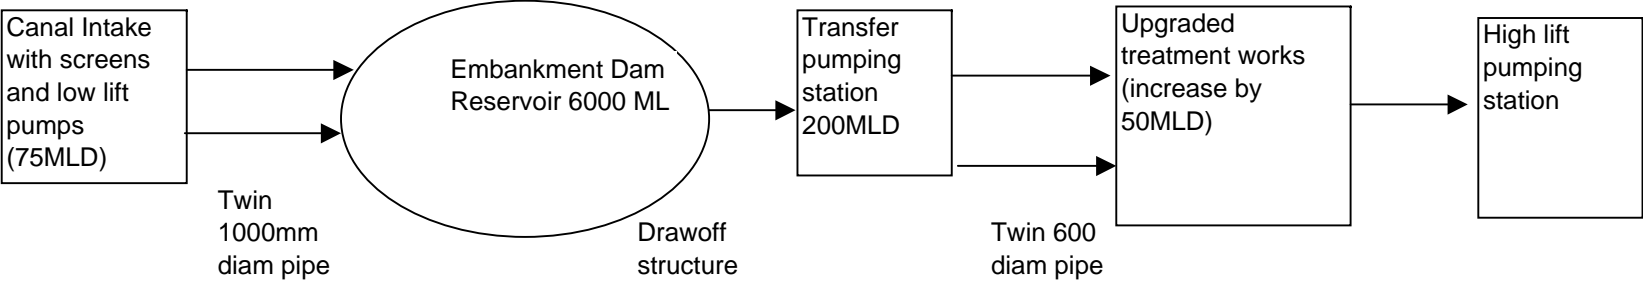 Canal Intake
with screens
and low lift
pumps
(75MLD)
Twin
1000mm
diam pipe
Embankment Dam
Reservoir 6000 ML
Drawoff
structure
Transfer
pumping
station
200MLD
Twin 600
diam pipe
Upgraded
treatment works
(increase by
50MLD)
High lift
pumping
station